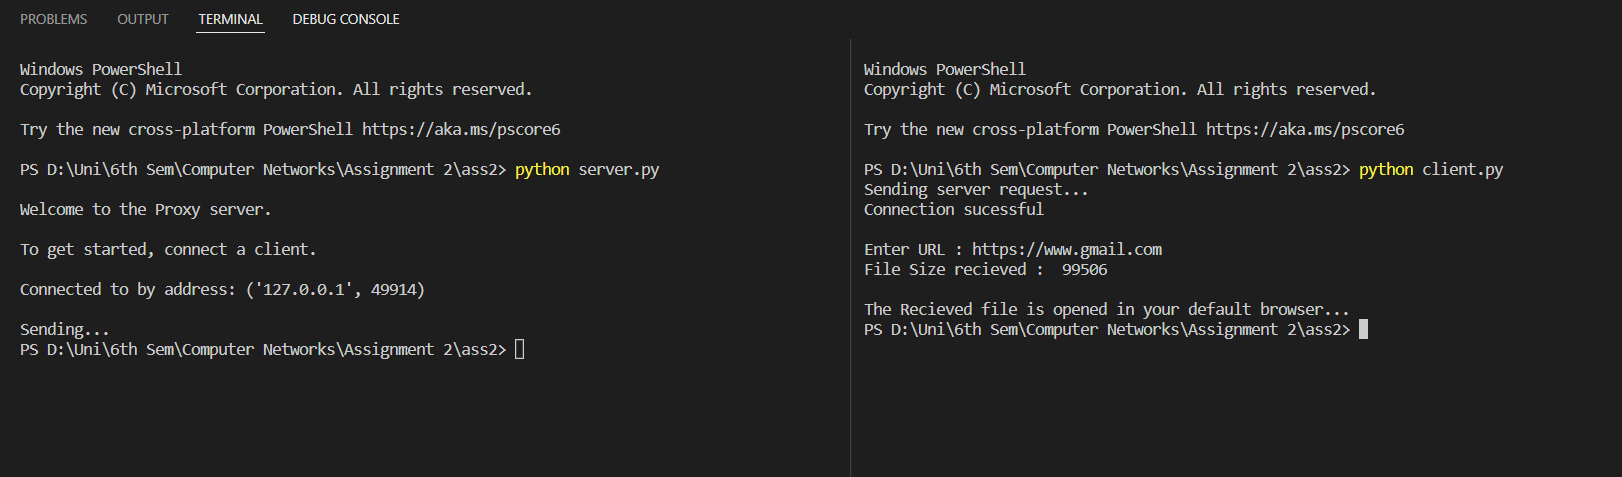 PROBLEMS OUTPUT TERMINAL DEBUG CONSOLE
Windows PowerShell
Copyright (C) Microsoft Corporation. All rights reserved.
Try the new cross-platform PowerShell https://aka.ms/pscore6
PS D:\Uni\6th Sem\Computer Networks\Assignment 2\ass2> python server.py
Welcome to the Proxy server.
To get started, connect a client.
Connected to by address: ('127.0.0.1', 49914)
Sending...
PS D:\Uni\6th Sem\Computer Networks\Assignment 2\ass2>
Windows PowerShell
Copyright (C) Microsoft Corporation. All rights reserved.
Try the new cross-platform PowerShell https://aka.ms/pscore6
PS D:\Uni\6th Sem\Computer Networks\Assignment 2\ass2> python client.py
Sending server request...
Connection sucessful
Enter URL : https://www.gmail.com
File Size recieved :  99506
The Recieved file is opened in your default browser...
PS D:\Uni\6th Sem\Computer Networks\Assignment 2\ass2>